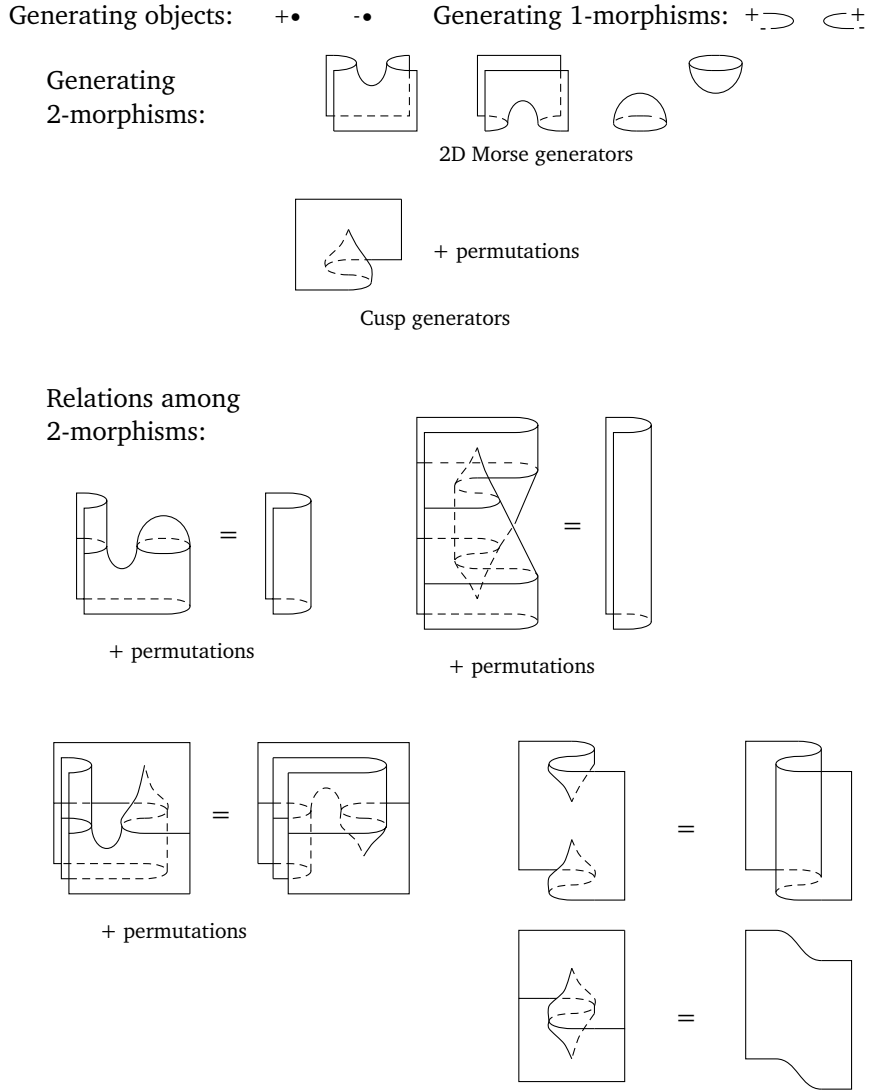 Generating objects: +• -• Generating 1-morphisms: + - + -
Generating
2-morphisms:
2D Morse generators
+ permutations
Cusp generators
Relations among
2-morphisms:
=
=
+ permutations
+ permutations
=
=
+ permutations
=